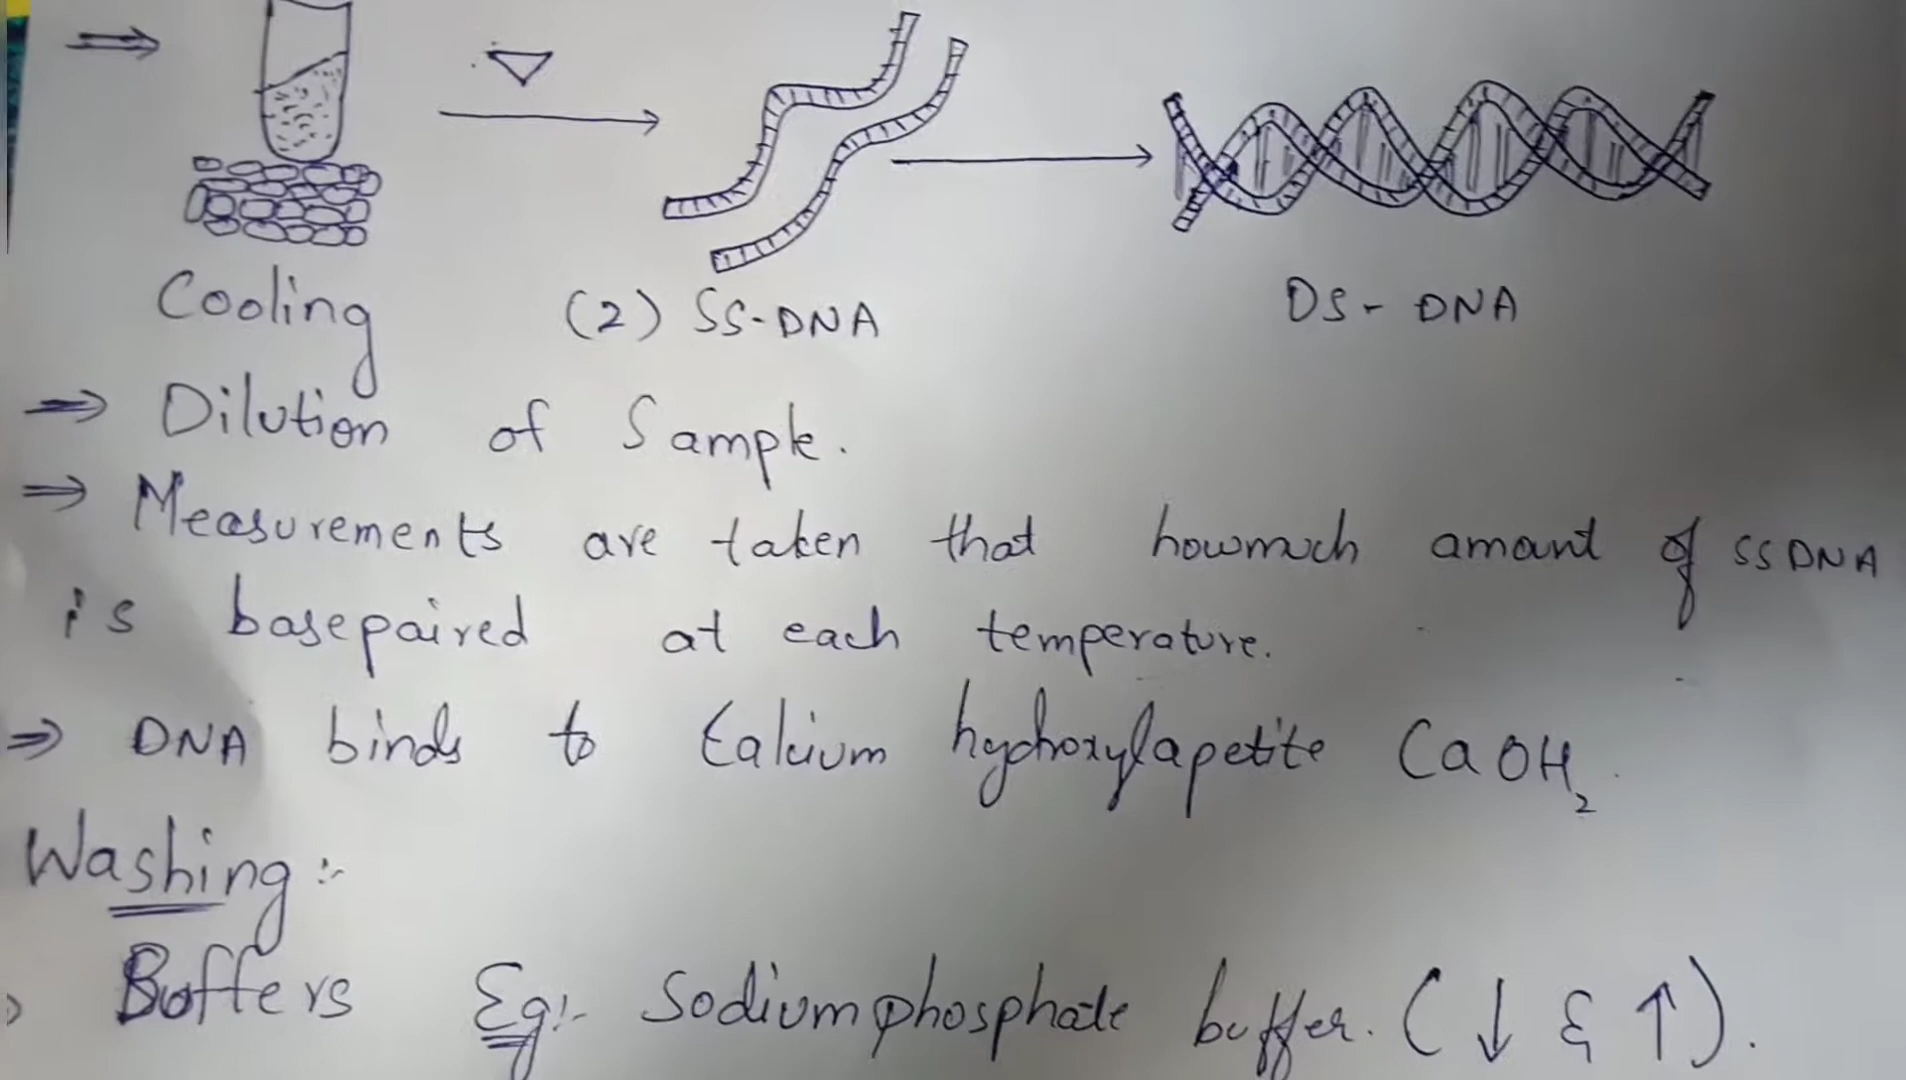 ⇒ ▽
Cooling (2) SS-DNA DS-DNA
⇒ Dilution of Sample.
⇒ Measurements are taken that howmuch amount of SSDNA
is basepaired at each temperature.
⇒ DNA binds to Calcium hydroxylapetite CaOH₂
Washing :-
Buffers Eg:- Sodiumphosphate buffer. (↓ & ↑).